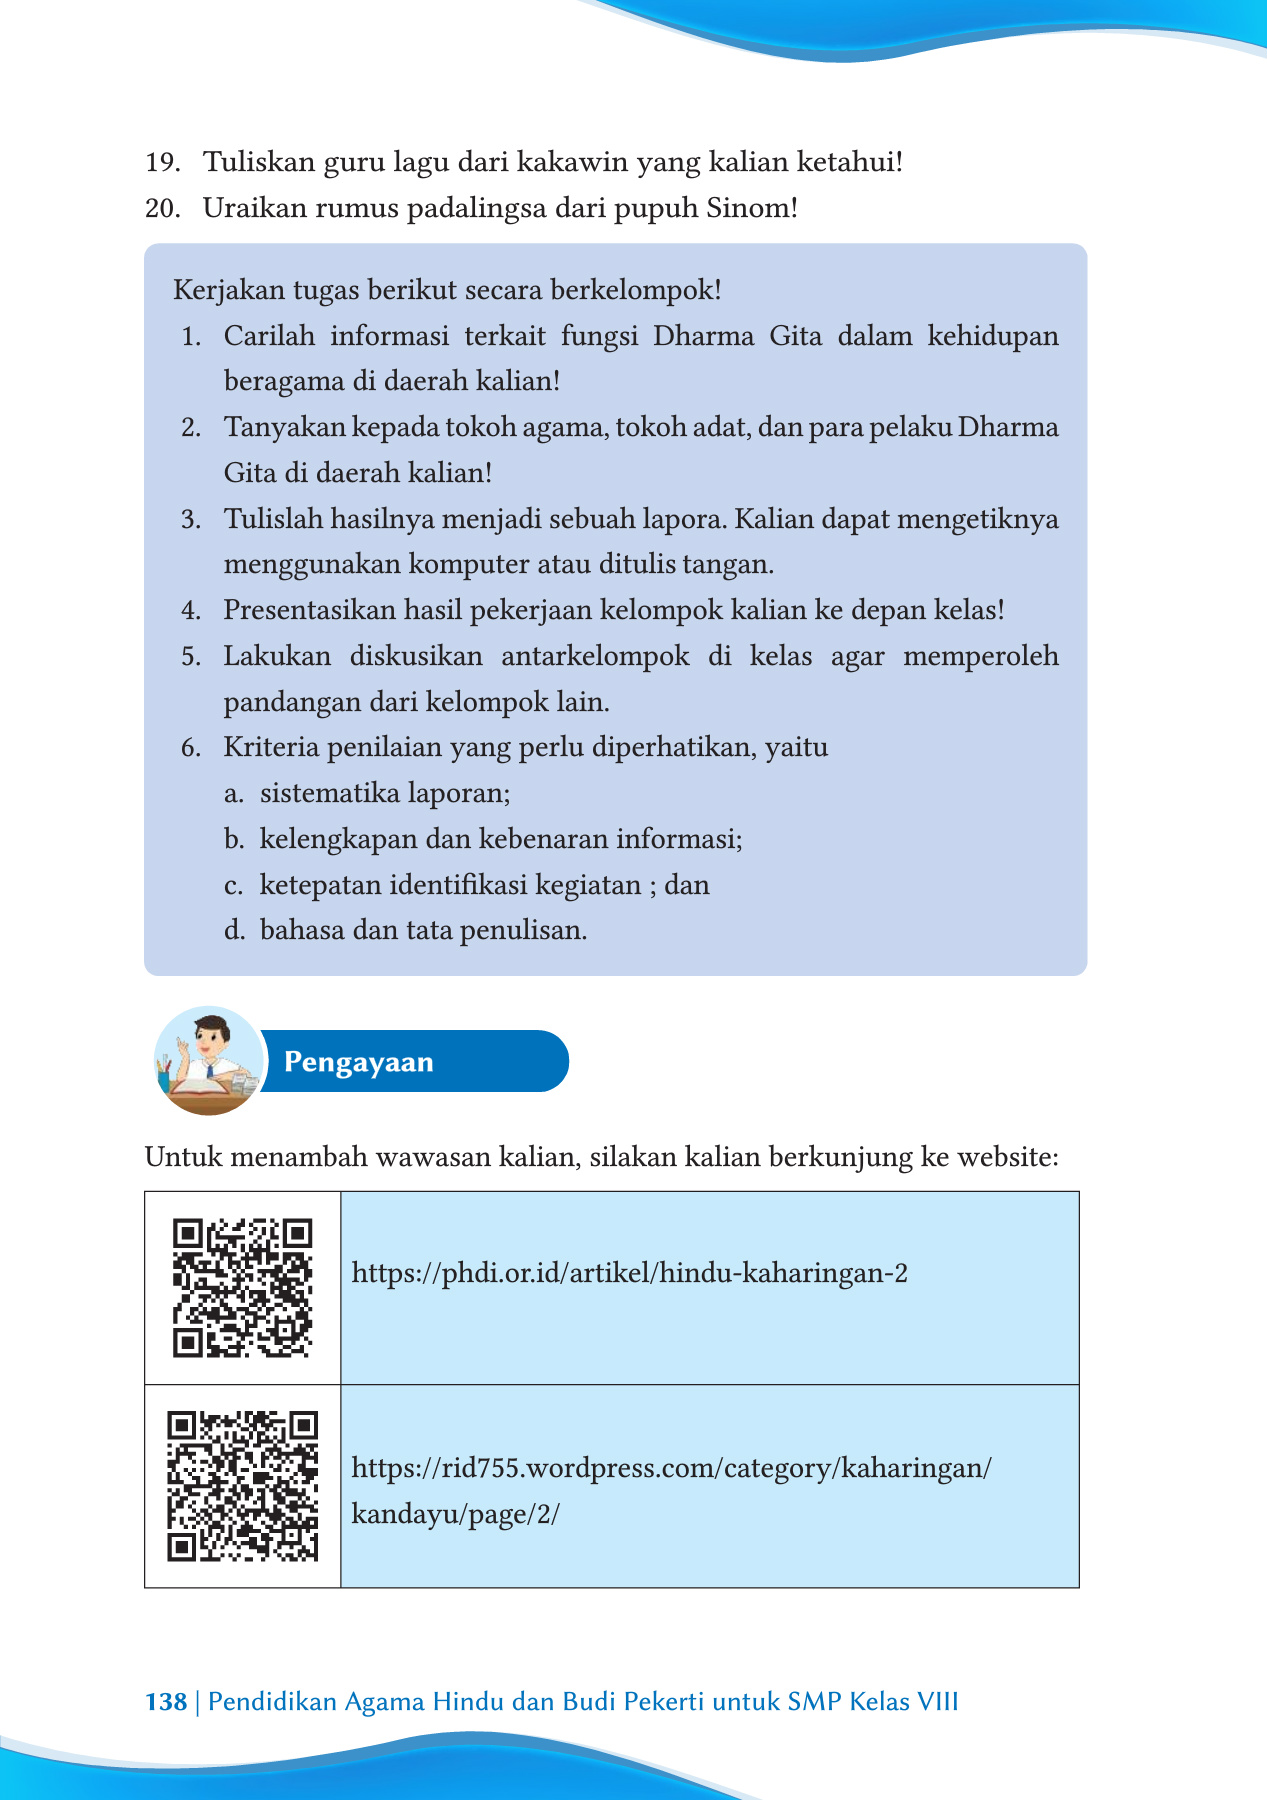 19. Tuliskan guru lagu dari kakawin yang kalian ketahui!
20. Uraikan rumus padalingsa dari pupuh Sinom!
Kerjakan tugas berikut secara berkelompok!
1. Carilah informasi terkait fungsi Dharma Gita dalam kehidupan
beragama di daerah kalian!
2. Tanyakan kepada tokoh agama, tokoh adat, dan para pelaku Dharma
Gita di daerah kalian!
3. Tulislah hasilnya menjadi sebuah lapora. Kalian dapat mengetiknya
menggunakan komputer atau ditulis tangan.
4. Presentasikan hasil pekerjaan kelompok kalian ke depan kelas!
5. Lakukan diskusikan antarkelompok di kelas agar memperoleh
pandangan dari kelompok lain.
6. Kriteria penilaian yang perlu diperhatikan, yaitu
a. sistematika laporan;
b. kelengkapan dan kebenaran informasi;
c. ketepatan identifikasi kegiatan ; dan
d. bahasa dan tata penulisan.
Pengayaan
Untuk menambah wawasan kalian, silakan kalian berkunjung ke website:
https://phdi.or.id/artikel/hindu-kaharingan-2
https://rid755.wordpress.com/category/kaharingan/
kandayu/page/2/
138 | Pendidikan Agama Hindu dan Budi Pekerti untuk SMP Kelas VIII